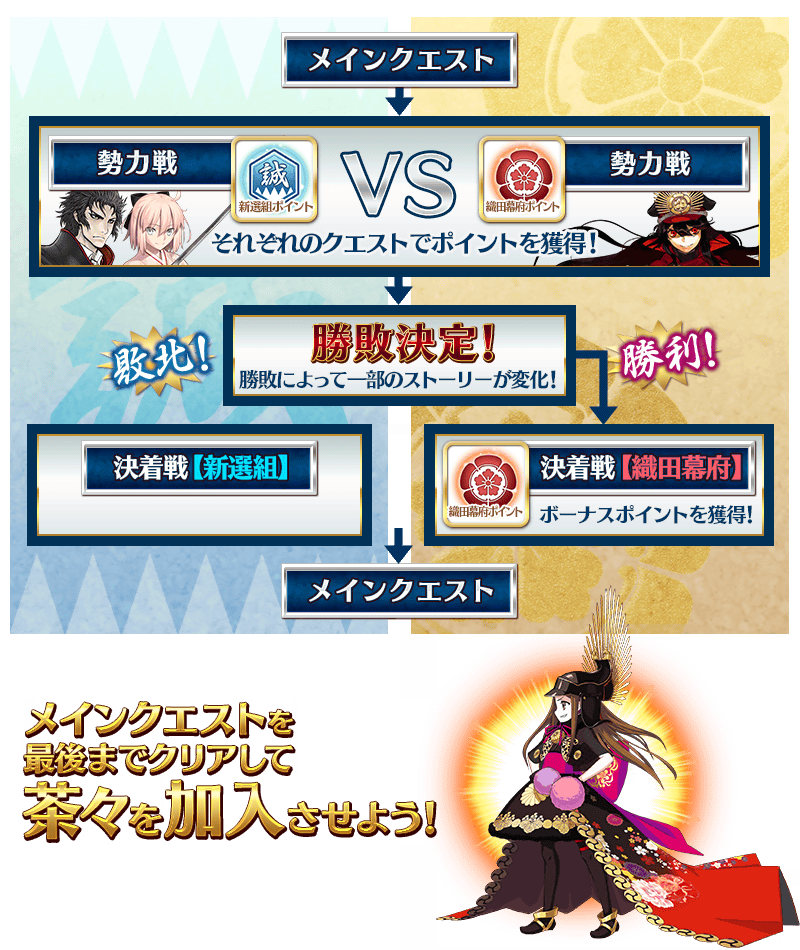 メインクエスト
勢力戦
誠
新選組ポイント
VS
織田幕府ポイント
勢力戦
それぞれのクエストでポイントを獲得!
敗北!
勝敗決定!
勝敗によって一部のストーリーが変化!
勝利!
決着戦【新選組】
織田幕府ポイント
決着戦【織田幕府】
ボーナスポイントを獲得!
メインクエスト
メインクエストを
最後までクリアして
茶々を加入させよう!